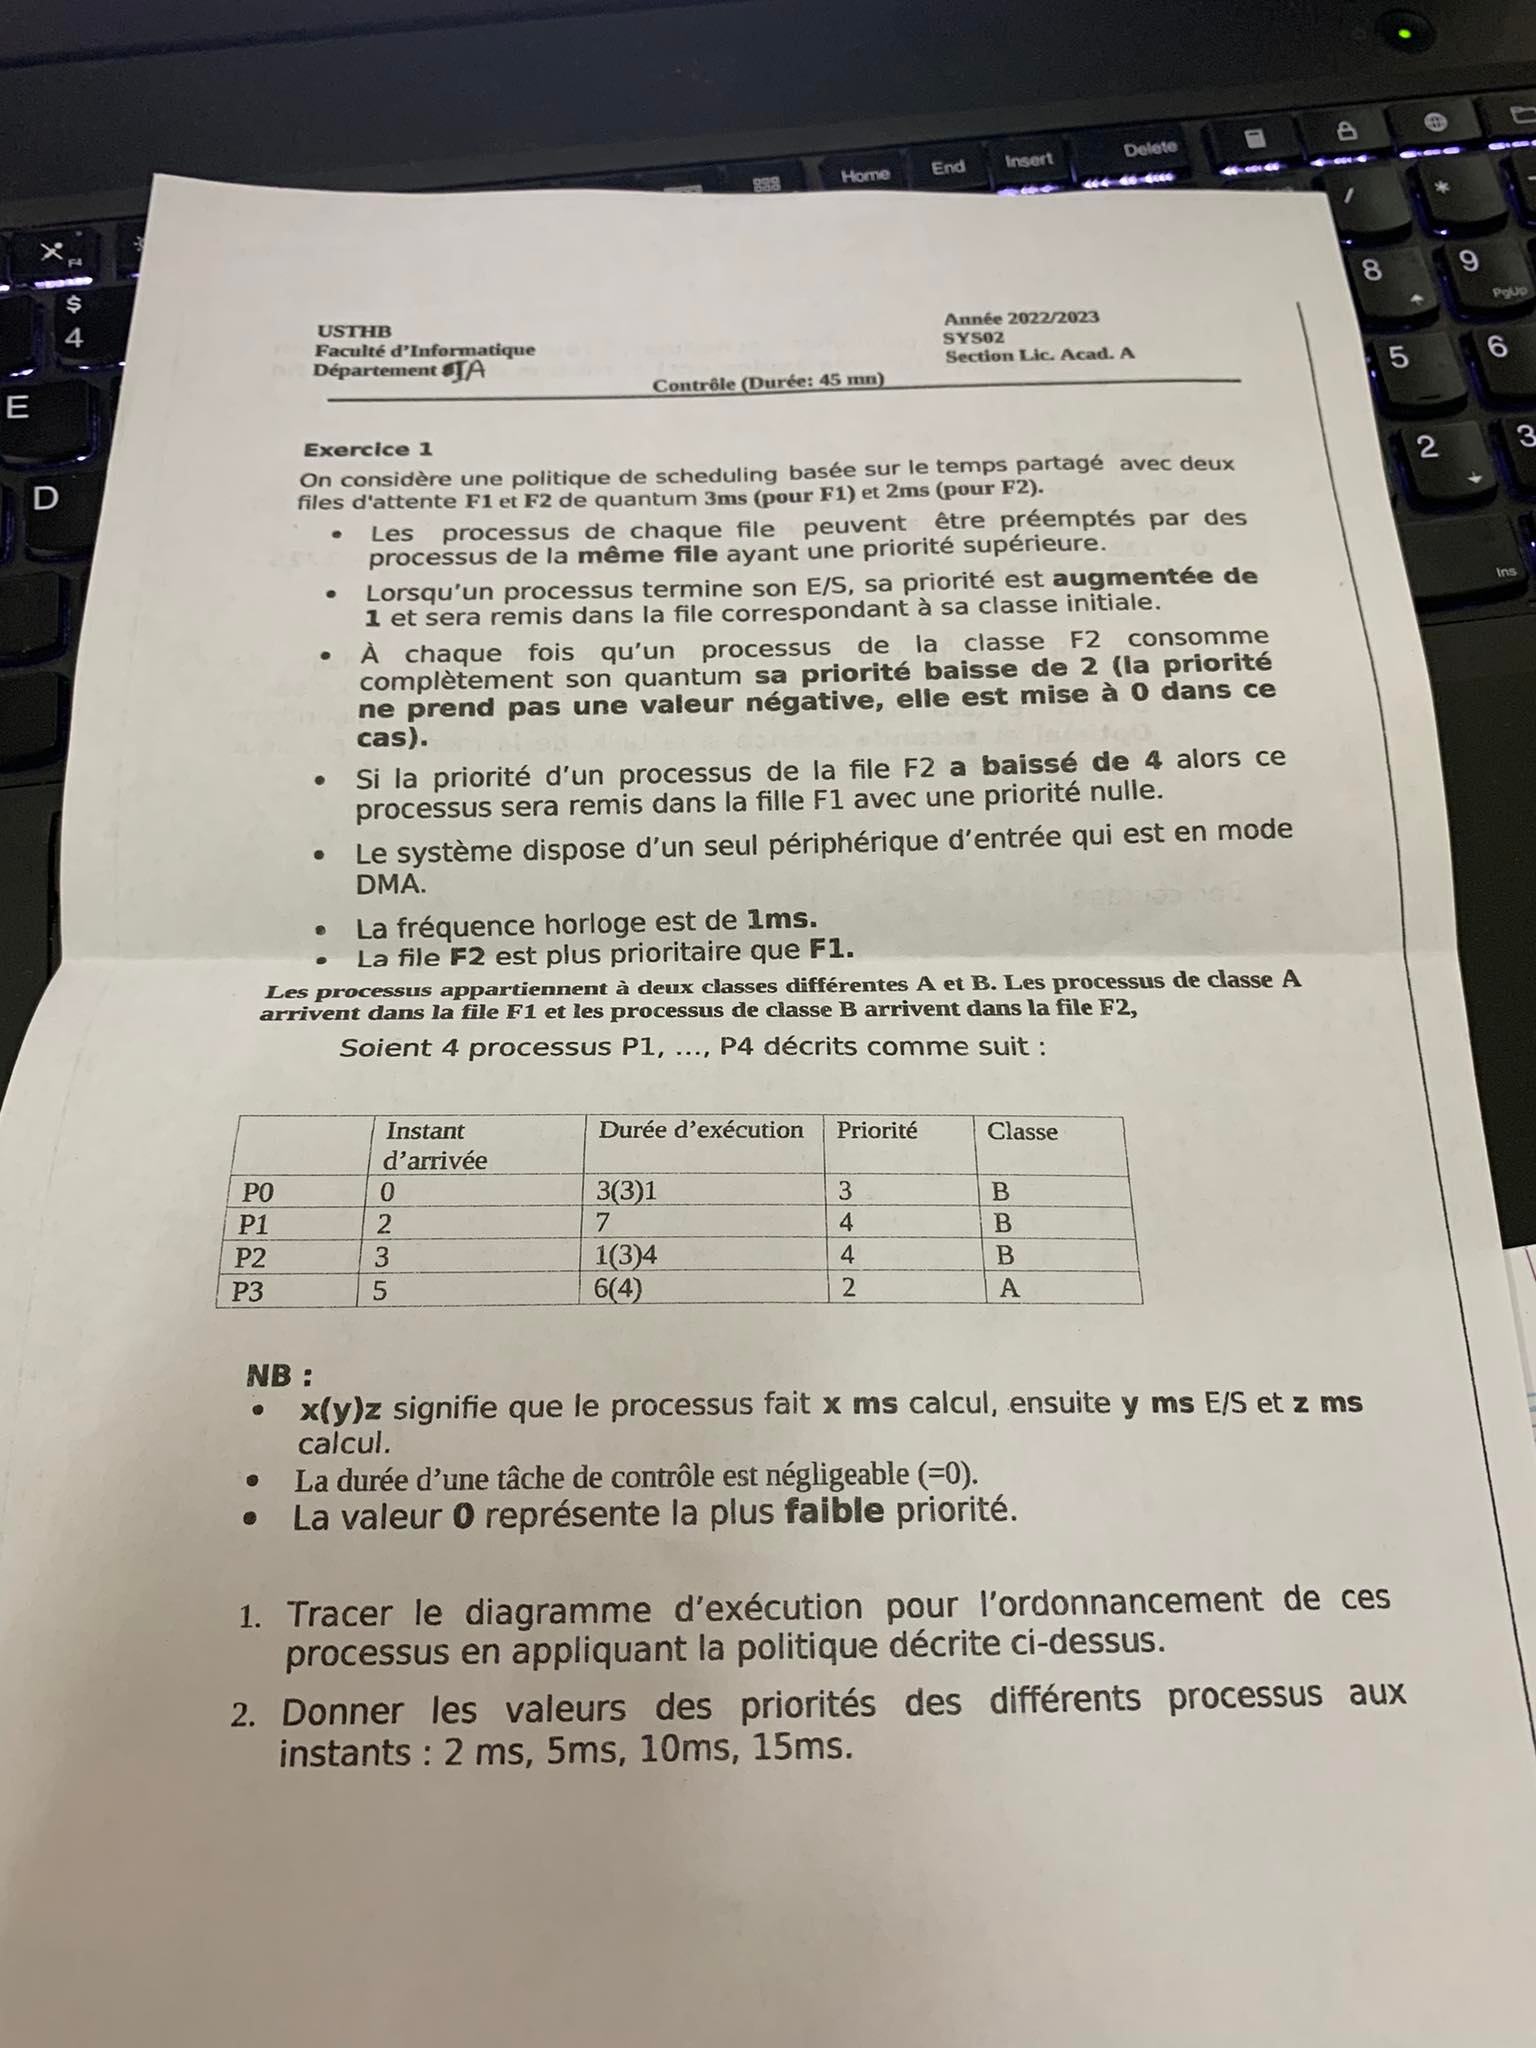 Home End Insert Delete
F4
$
4
E
D
/ *
8 9
PgUp
5 6
2 3
Ins
USTHB
Faculté d'Informatique
Département SIA
Année 2022/2023
SYS02
Section Lic. Acad. A
Contrôle (Durée: 45 mn)
Exercice 1
On considère une politique de scheduling basée sur le temps partagé avec deux
files d'attente F1 et F2 de quantum 3ms (pour F1) et 2ms (pour F2).
• Les processus de chaque file peuvent être préemptés par des
processus de la même file ayant une priorité supérieure.
• Lorsqu'un processus termine son E/S, sa priorité est augmentée de
1 et sera remis dans la file correspondant à sa classe initiale.
• À chaque fois qu'un processus de la classe F2 consomme
complètement son quantum sa priorité baisse de 2 (la priorité
ne prend pas une valeur négative, elle est mise à 0 dans ce
cas).
• Si la priorité d'un processus de la file F2 a baissé de 4 alors ce
processus sera remis dans la fille F1 avec une priorité nulle.
• Le système dispose d'un seul périphérique d'entrée qui est en mode
DMA.
• La fréquence horloge est de 1ms.
• La file F2 est plus prioritaire que F1.
Les processus appartiennent à deux classes différentes A et B. Les processus de classe A
arrivent dans la file F1 et les processus de classe B arrivent dans la file F2,
Soient 4 processus P1, ..., P4 décrits comme suit :
Instant d'arrivée Durée d'exécution Priorité Classe
P0 0 3(3)1 3 B
P1 2 7 4 B
P2 3 1(3)4 4 B
P3 5 6(4) 2 A
NB :
• x(y)z signifie que le processus fait x ms calcul, ensuite y ms E/S et z ms
calcul.
• La durée d'une tâche de contrôle est négligeable (=0).
• La valeur 0 représente la plus faible priorité.
1. Tracer le diagramme d'exécution pour l'ordonnancement de ces
processus en appliquant la politique décrite ci-dessus.
2. Donner les valeurs des priorités des différents processus aux
instants : 2 ms, 5ms, 10ms, 15ms.